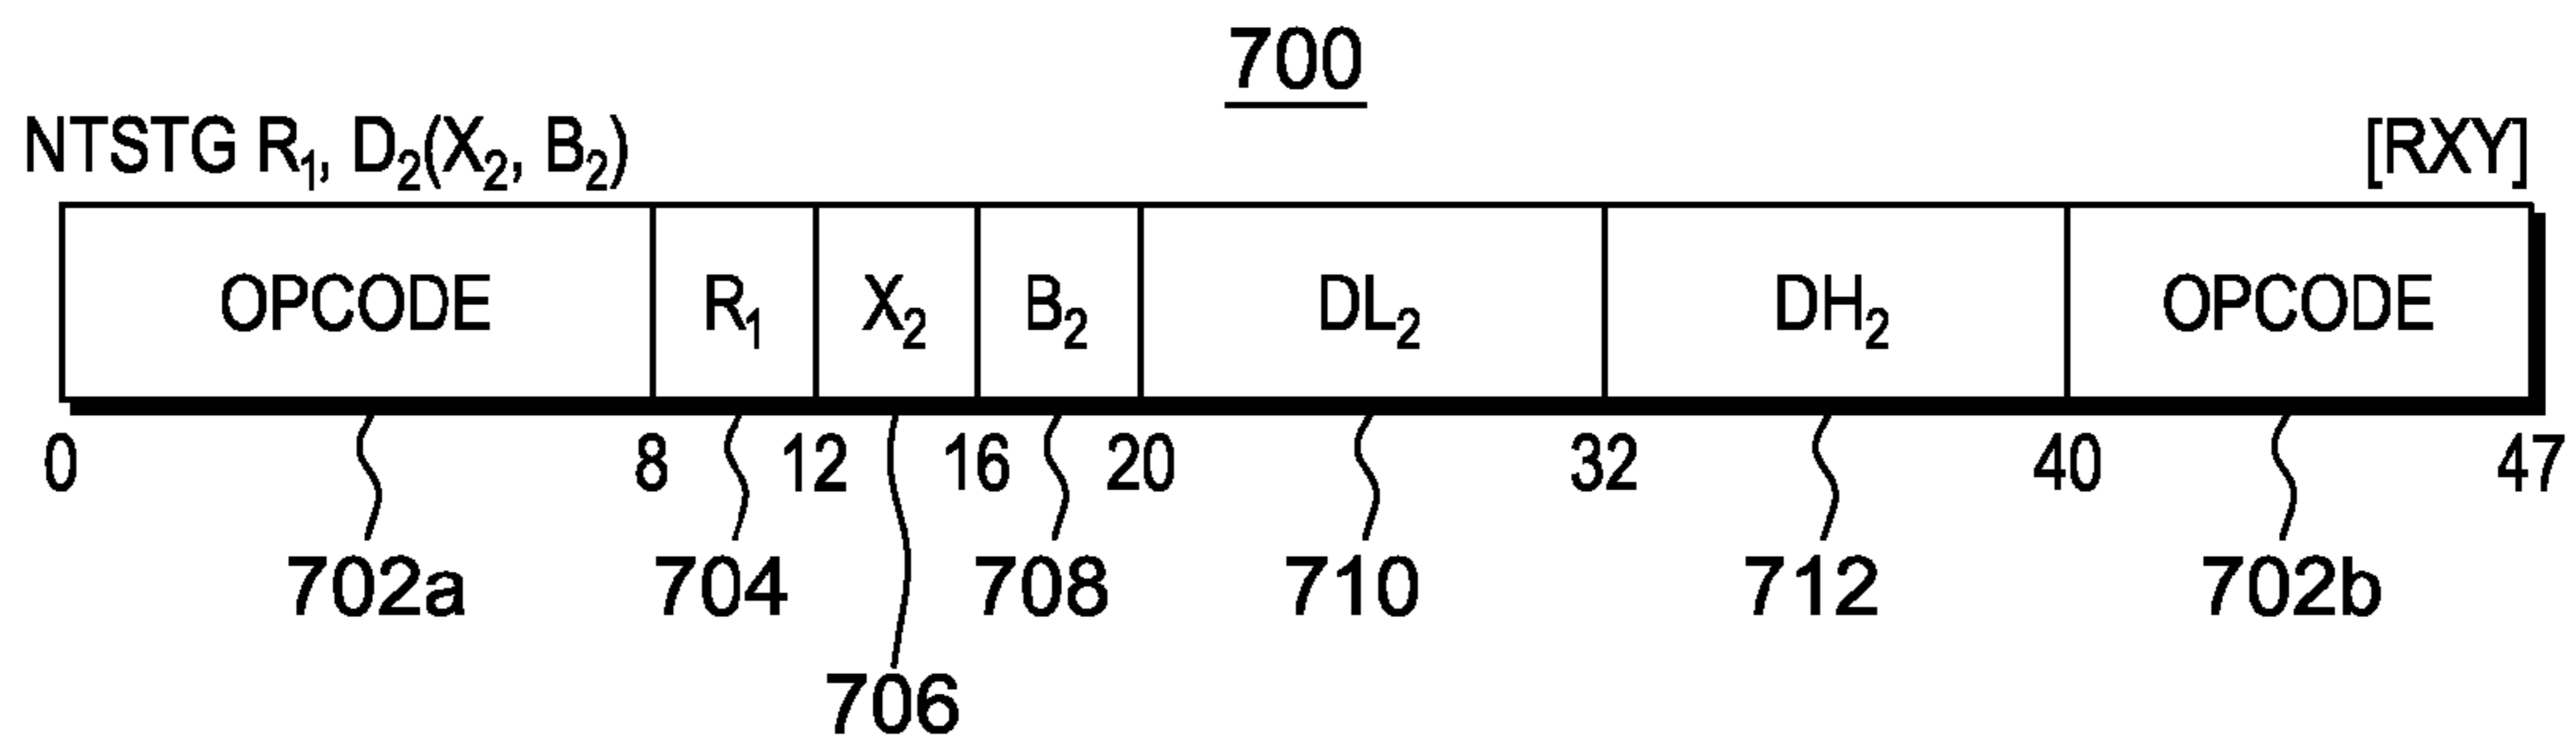 700
NTSTG R₁, D₂(X₂, B₂) [RXY]
OPCODE R₁ X₂ B₂ DL₂ DH₂ OPCODE
0 8 12 16 20 32 40 47
702a 704 708 710 712 702b
706